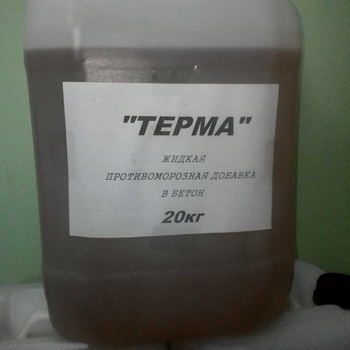 "ТЕРМА"
ЖИДКАЯ
ПРОТИВОМОРОЗНАЯ ДОБАВКА
В БЕТОН
20кг